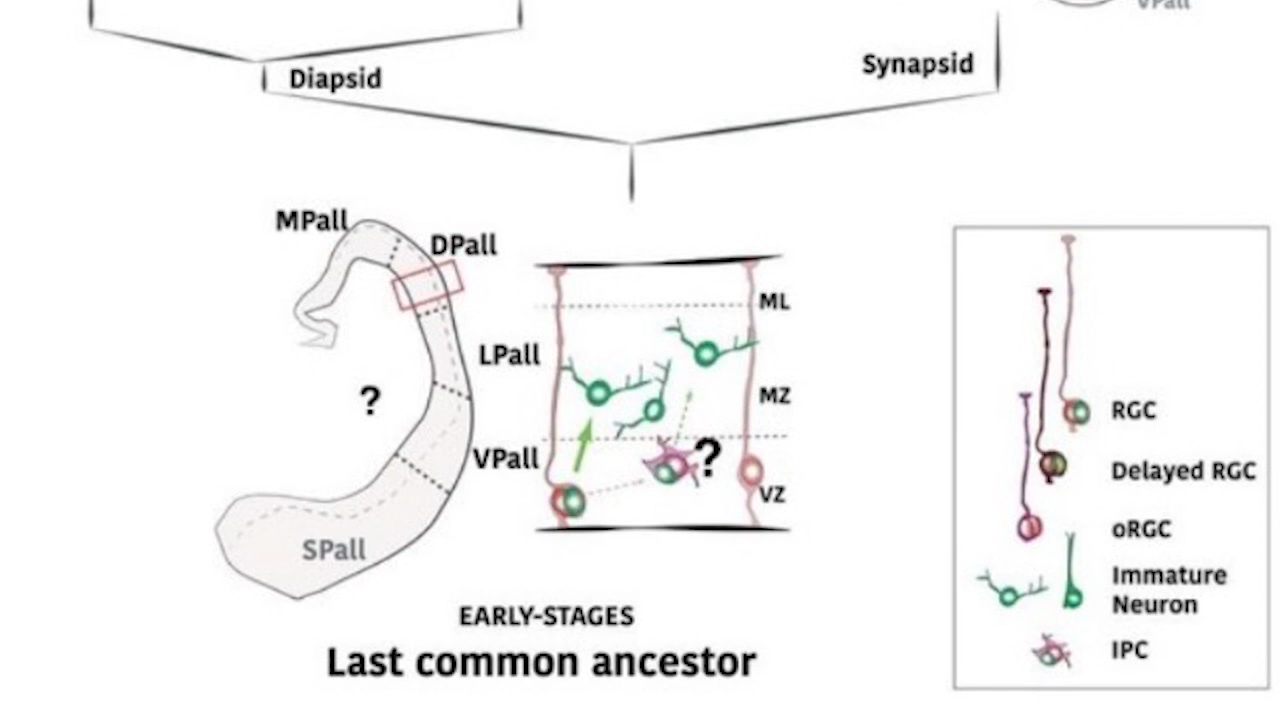 VPall
Diapsid
Synapsid
MPall
DPall
LPall
VPall
SPall
?
ML
MZ
VZ
?
EARLY-STAGES
Last common ancestor
RGC
Delayed RGC
oRGC
Immature
Neuron
IPC